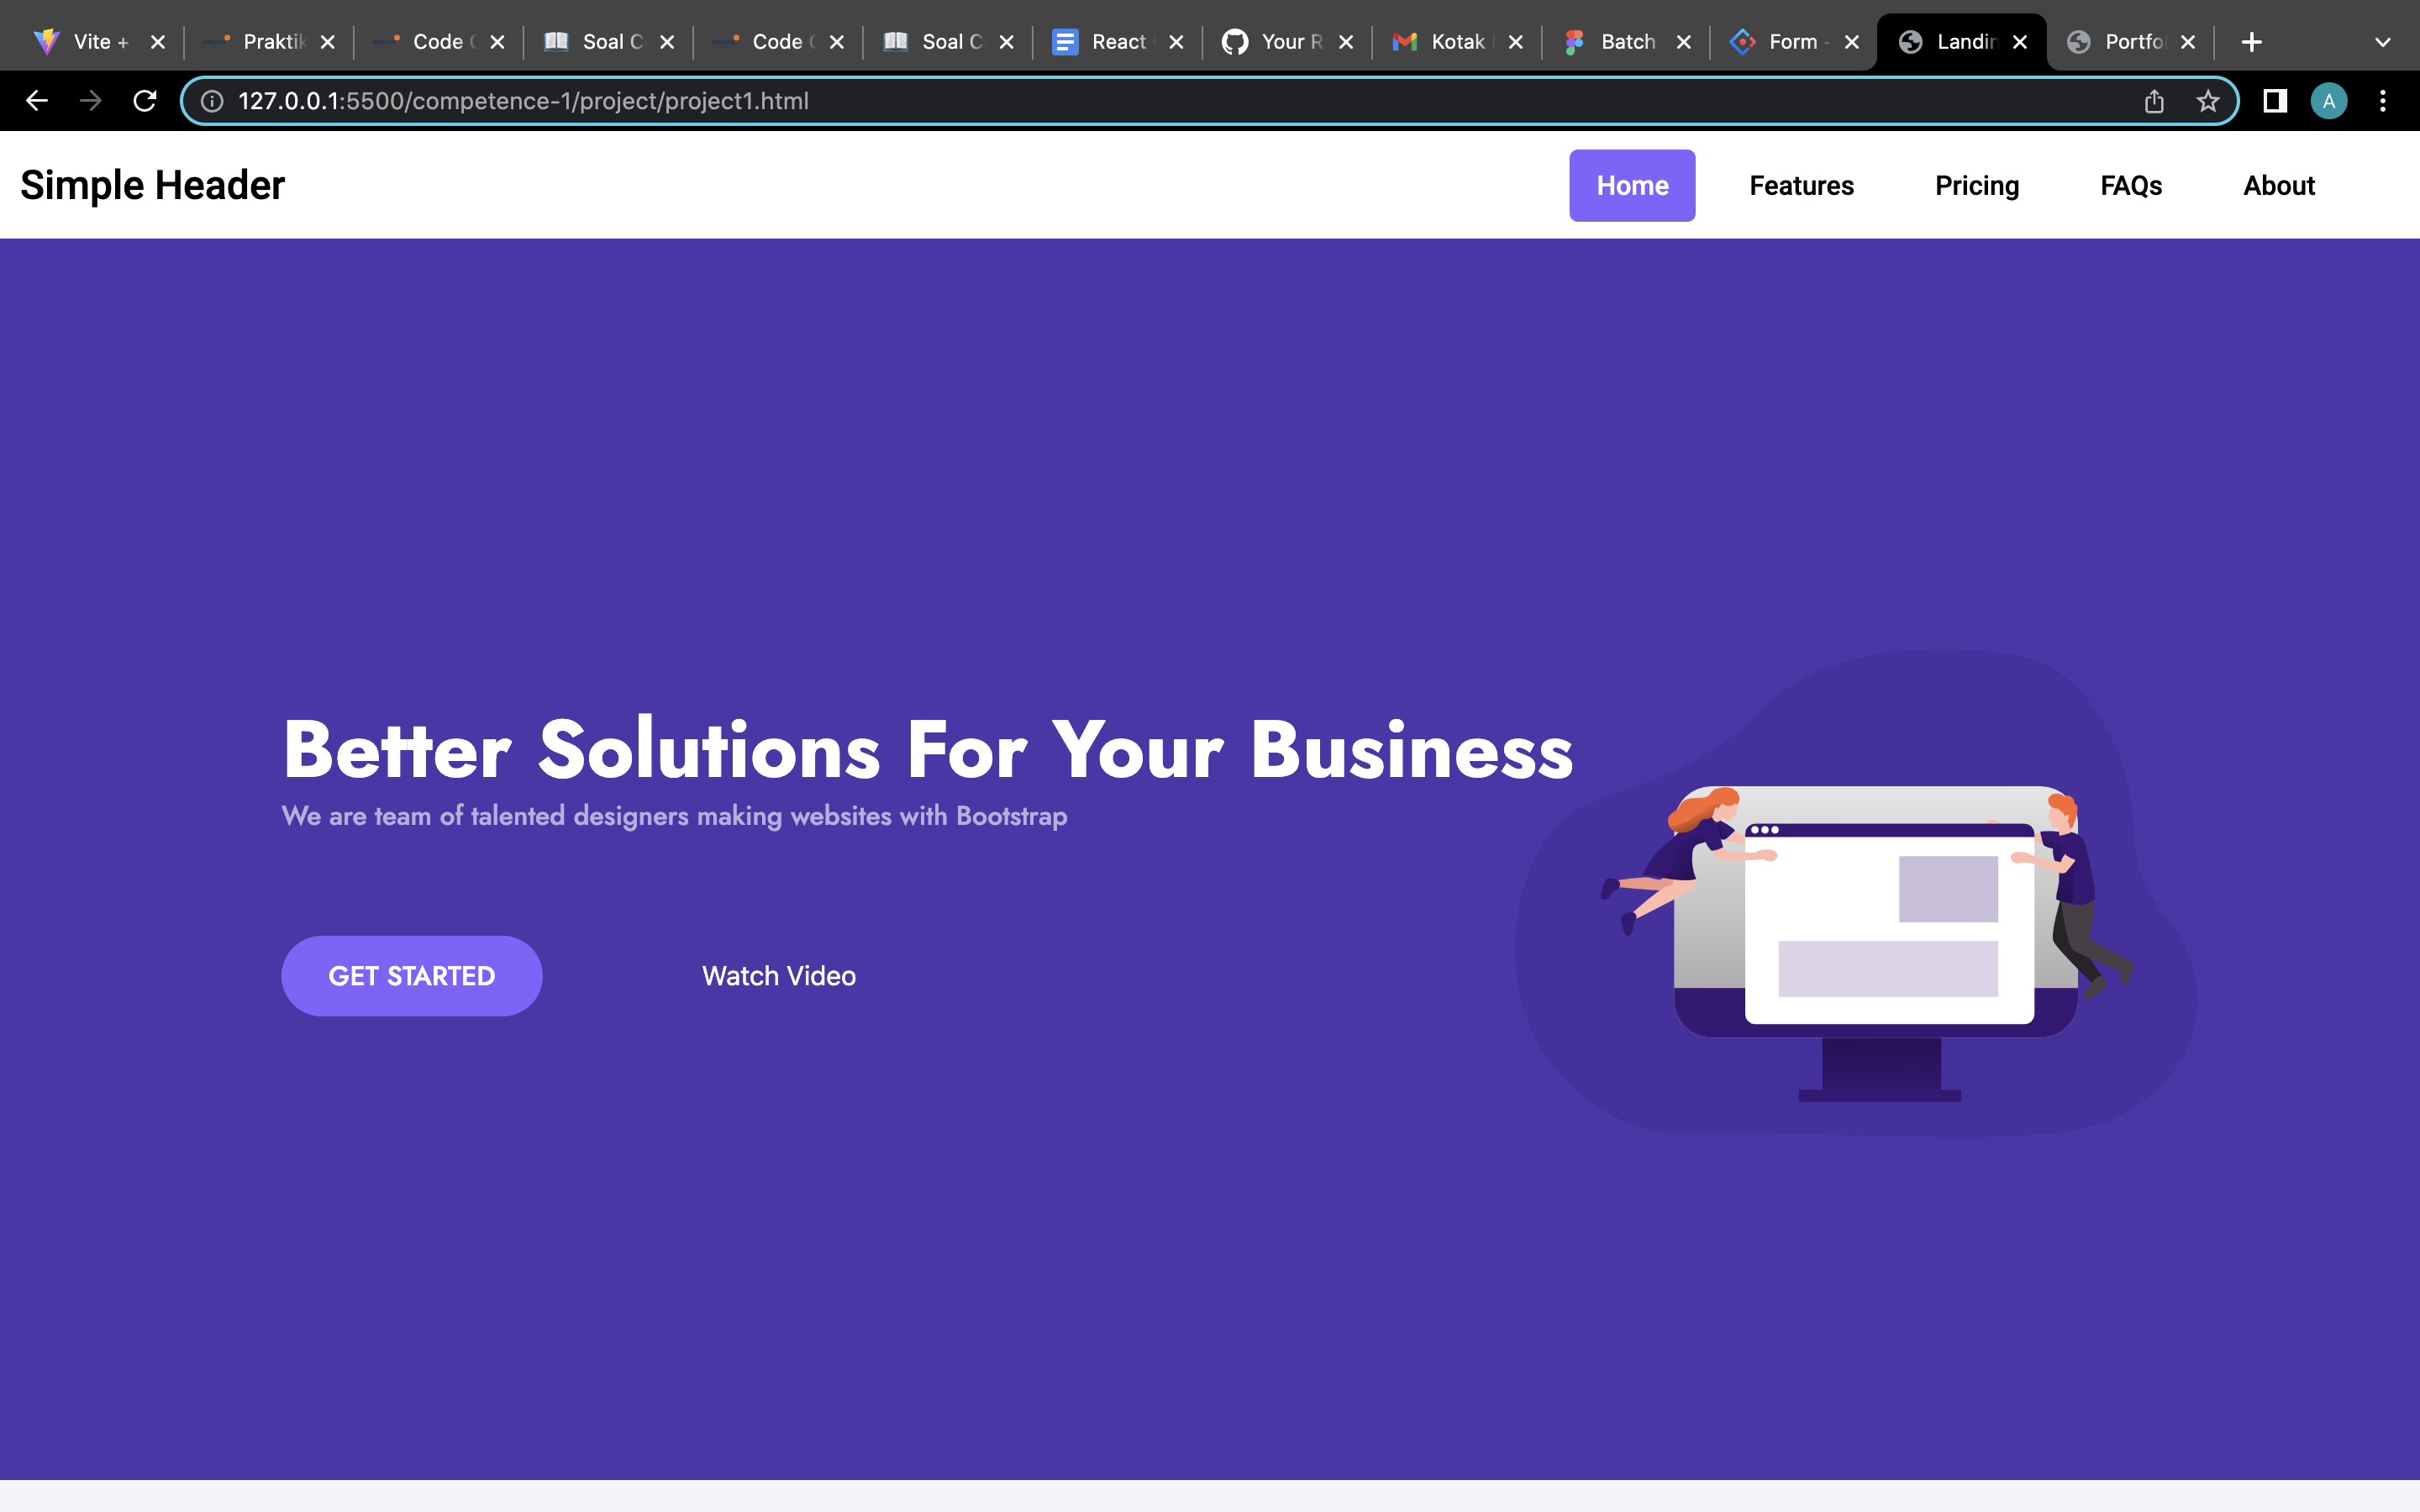 Vite +
Praktik
Code
Soal C
Code
Soal C
React
Your R
Kotak
Batch
Form -
Landin
Portfo
127.0.0.1:5500/competence-1/project/project1.html
A
Simple Header
Home Features Pricing FAQs About
Better Solutions For Your Business
We are team of talented designers making websites with Bootstrap
GET STARTED Watch Video